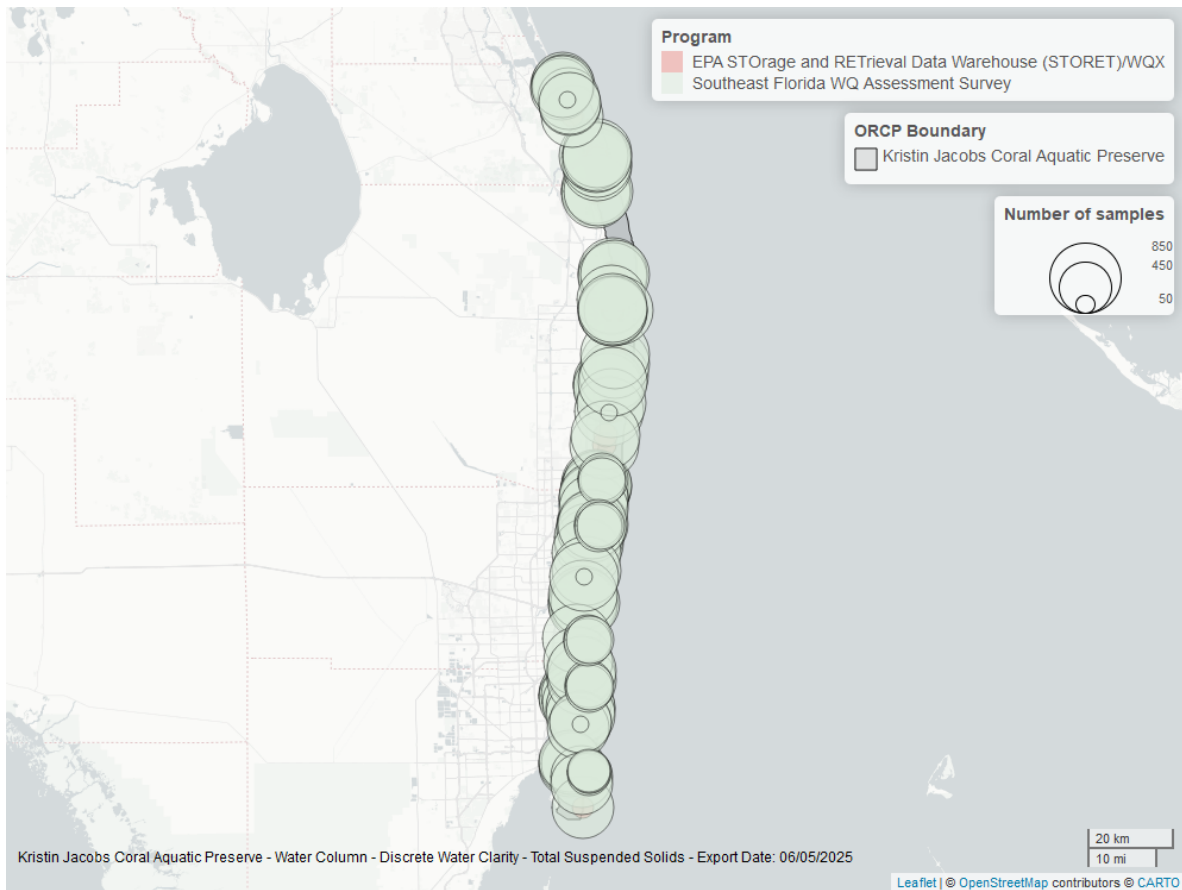 Program
EPA STOrage and RETrieval Data Warehouse (STORET)/WQX
Southeast Florida WQ Assessment Survey
ORCP Boundary
Kristin Jacobs Coral Aquatic Preserve
Number of samples
850
450
50
20 km
10 mi
Kristin Jacobs Coral Aquatic Preserve - Water Column - Discrete Water Clarity - Total Suspended Solids - Export Date: 06/05/2025
Leaflet | © OpenStreetMap contributors © CARTO